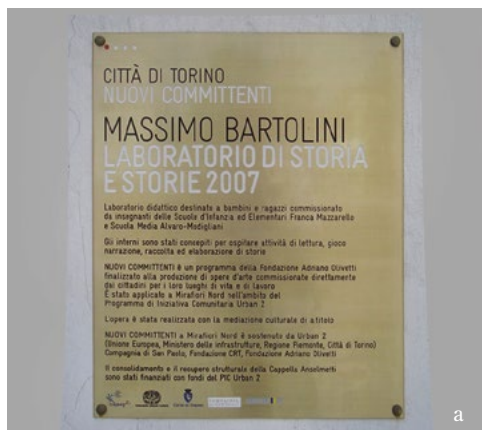 CITTÀ DI TORINO
NUOVI COMMITTENTI
MASSIMO BARTOLINI
LABORATORIO DI STORIA
E STORIE 2007
Laboratorio didattico destinato a bambini e ragazzi commissionato
da insegnanti delle Scuole d'Infanzia ed Elementari Franca Mazzarello
e Scuola Media Alvaro-Modigliani
Gli interni sono stati concepiti per ospitare attività di lettura, gioco
narrazione, raccolta ed elaborazione di storie
NUOVI COMMITTENTI è un programma della Fondazione Adriano Olivetti
finalizzato alla produzione di opere d'arte commissionate direttamente
dai cittadini per i loro luoghi di vita e di lavoro
È stato applicato a Mirafiori Nord nell'ambito del
Programma di Iniziativa Comunitaria Urban 2
L'opera è stata realizzata con la mediazione culturale di a.titolo
NUOVI COMMITTENTI a Mirafiori Nord è sostenuto da Urban 2
(Unione Europea, Ministero delle Infrastrutture, Regione Piemonte, Città di Torino)
Compagnia di San Paolo, Fondazione CRT, Fondazione Adriano Olivetti
Il consolidamento e il recupero strutturale della Cappella Anselmetti
sono stati finanziati con fondi del PIC Urban 2
a